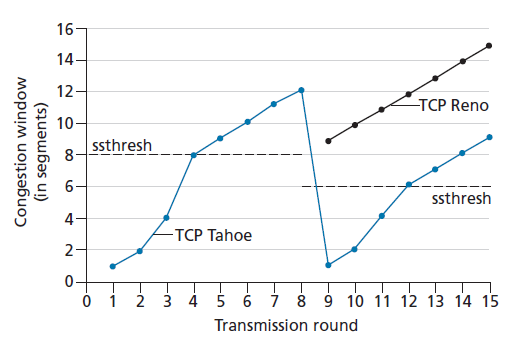 Congestion window
(in segments)
16
14
12
10
8
6
4
2
0
ssthresh
TCP Reno
ssthresh
TCP Tahoe
0 1 2 3 4 5 6 7 8 9 10 11 12 13 14 15
Transmission round